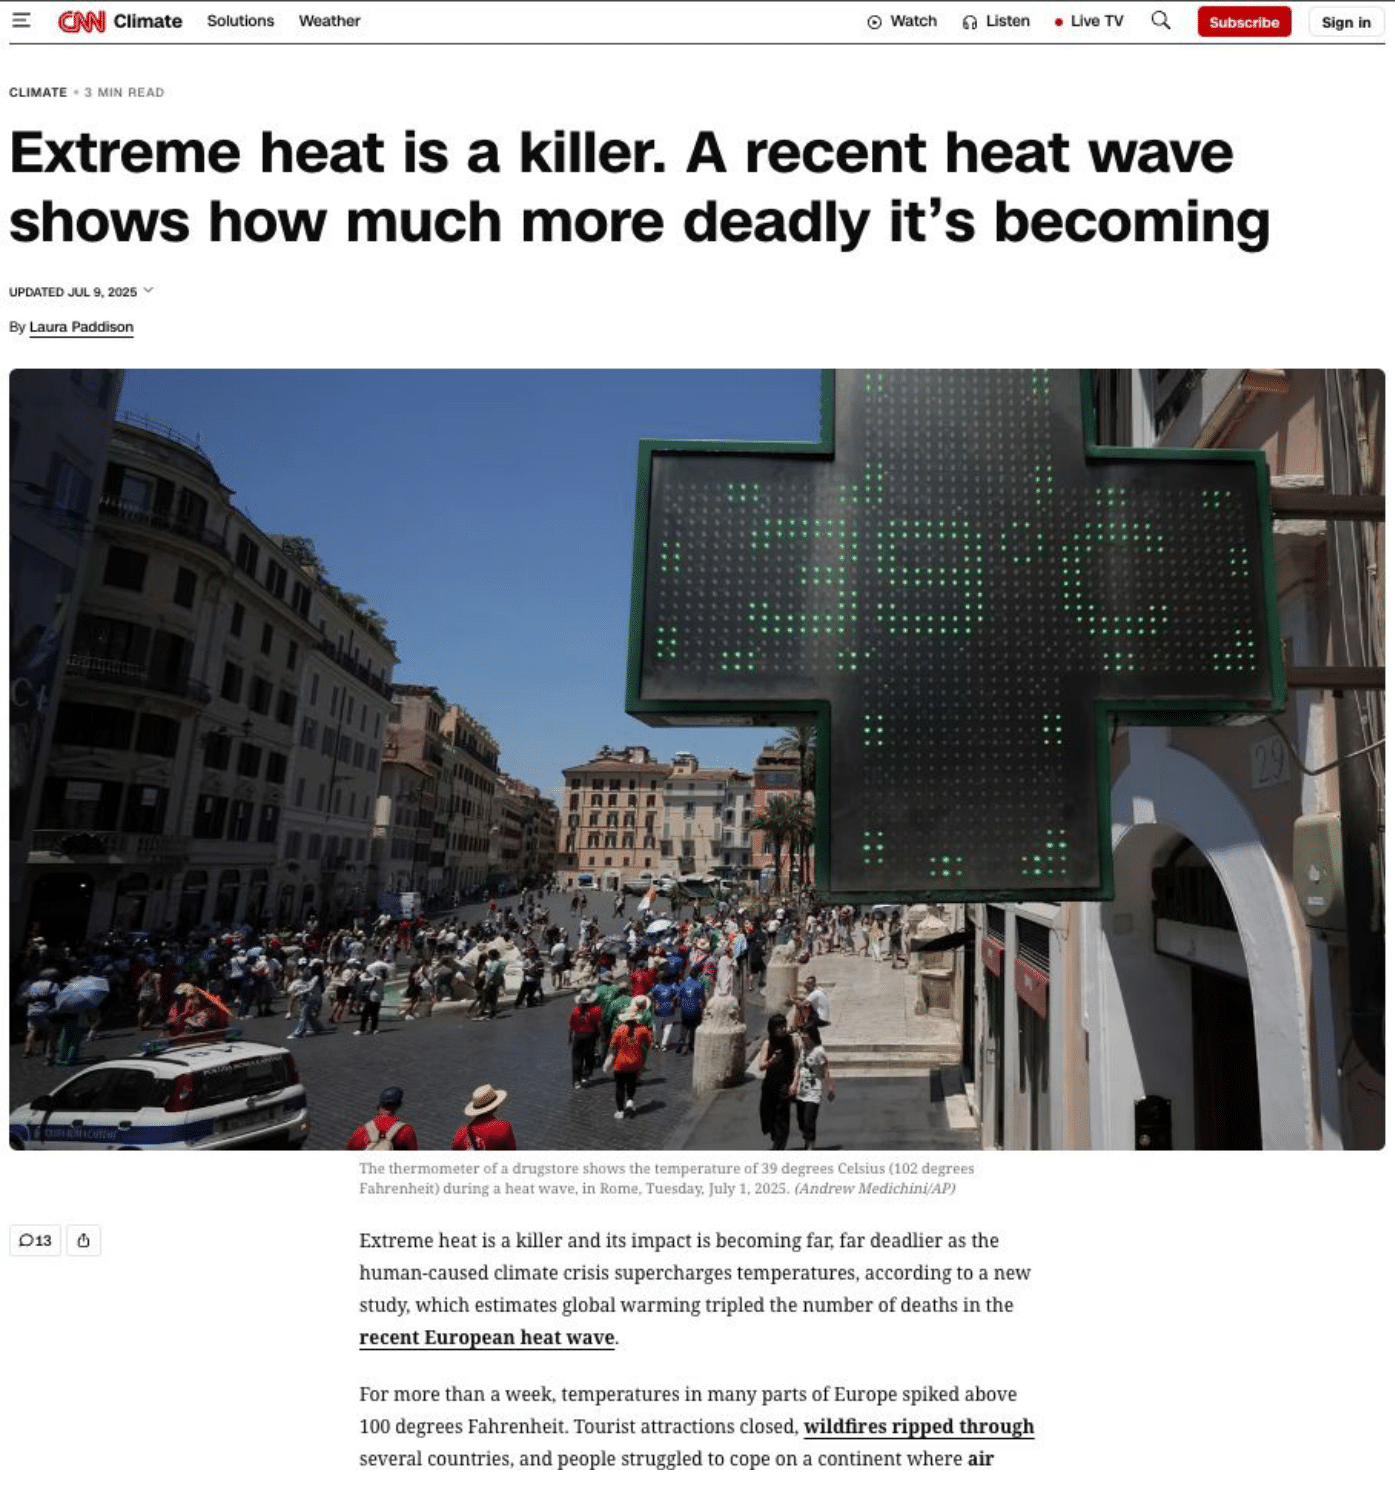 CNN Climate Solutions Weather Watch Listen Live TV Subscribe Sign in
CLIMATE • 3 MIN READ
Extreme heat is a killer. A recent heat wave
shows how much more deadly it’s becoming
UPDATED JUL 9, 2025
By Laura Paddison
39°C
29
The thermometer of a drugstore shows the temperature of 39 degrees Celsius (102 degrees
Fahrenheit) during a heat wave, in Rome, Tuesday, July 1, 2025. (Andrew Medichini/AP)
13
Extreme heat is a killer and its impact is becoming far, far deadlier as the
human-caused climate crisis supercharges temperatures, according to a new
study, which estimates global warming tripled the number of deaths in the
recent European heat wave.
For more than a week, temperatures in many parts of Europe spiked above
100 degrees Fahrenheit. Tourist attractions closed, wildfires ripped through
several countries, and people struggled to cope on a continent where air